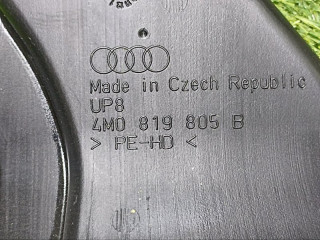 Made in Czech Republic
UP8
4M0 819 805 B
> PE-HD <